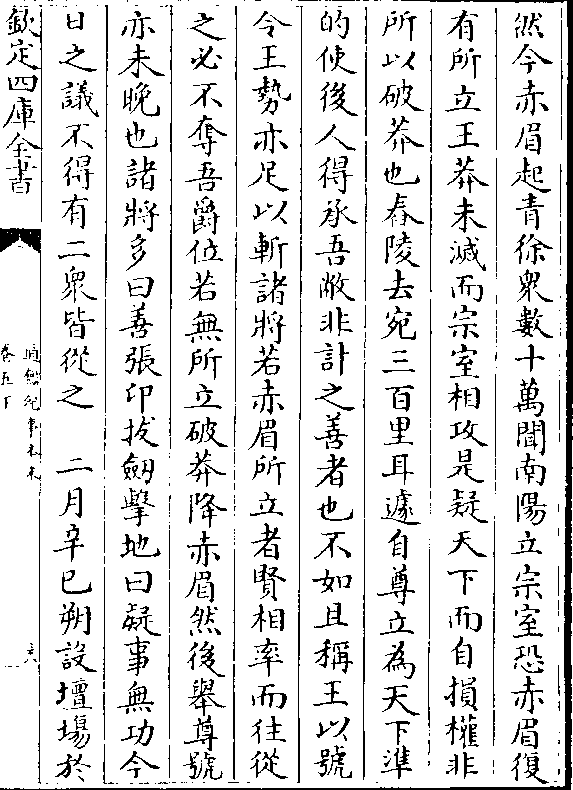 然今赤眉起青徐衆數十萬聞南陽立宗室恐赤眉復
有所立王莽未滅而宗室相攻是疑天下而自損權非
所以破莽也舂陵去宛三百里耳遽自尊立為天下準
的使後人得承吾敝非計之善者也不如且稱王以號
令王勢亦足以斬諸將若赤眉所立者賢相率而往從
之必不奪吾爵位若無所立破莽降赤眉然後舉尊號
亦未晚也諸將多曰善張卬拔劔擊地曰疑事無功今
日之議不得有二衆皆從之　二月辛巳朔設壇場於
欽定四庫全書
通鑑紀事本末
卷五下
六